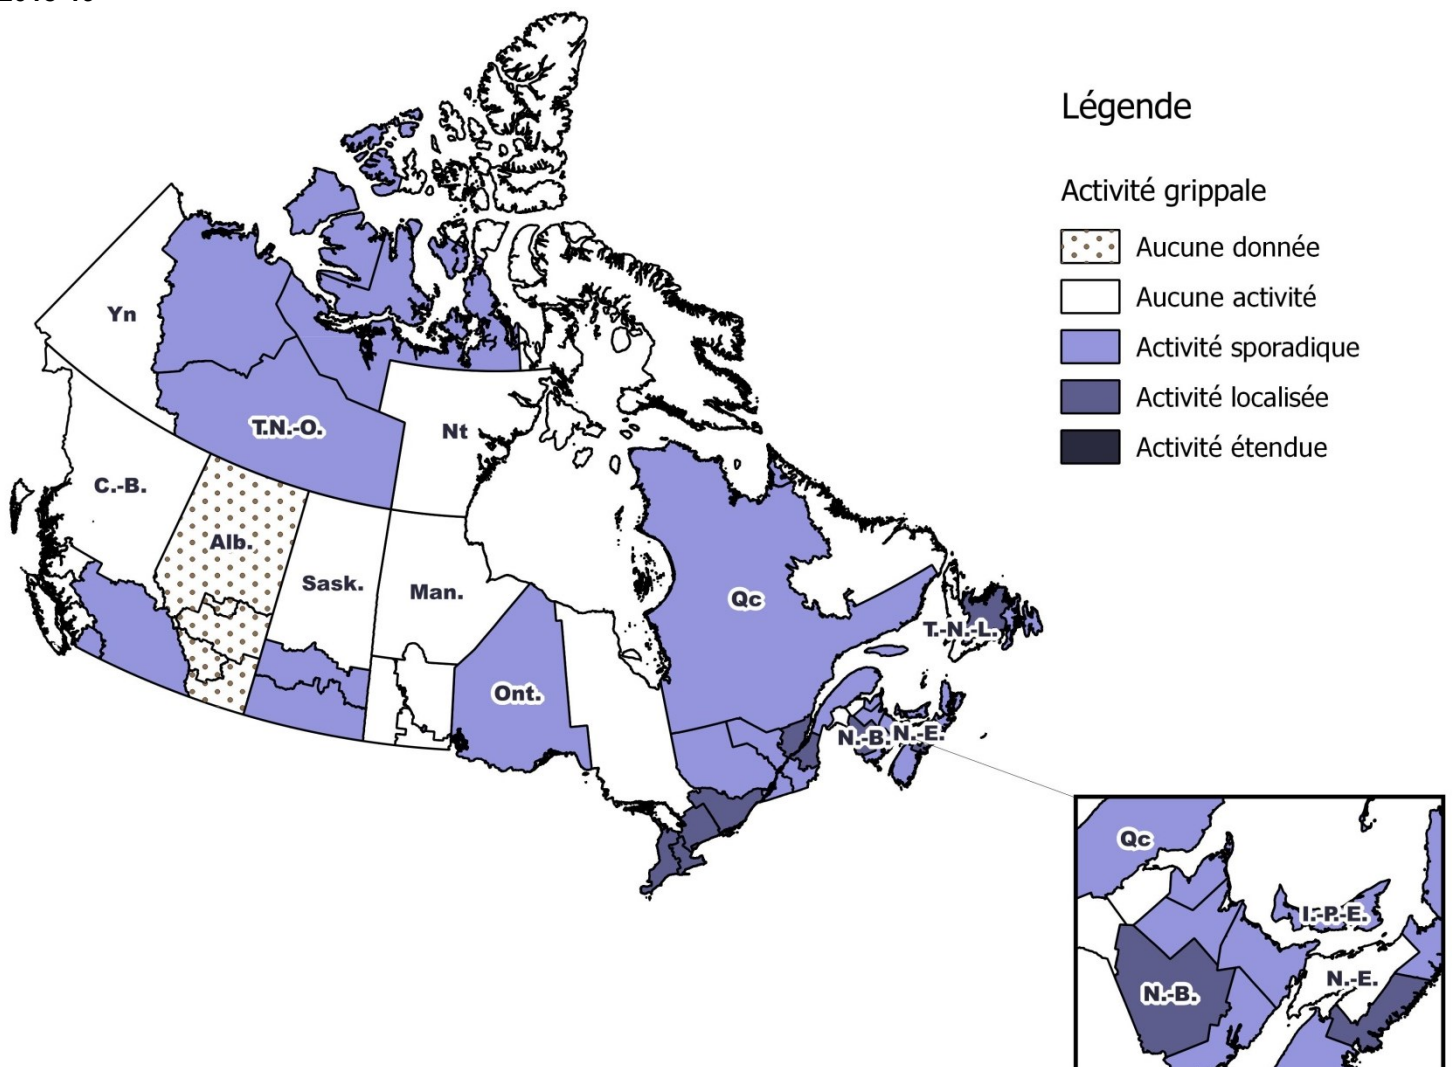 Légende
Activité grippale
Aucune donnée
Aucune activité
Activité sporadique
Activité localisée
Activité étendue
Yn
T.N.-O.
Nt
C.-B.
Alb.
Sask.
Man.
Ont.
Qc
T.-N.-L.
N.-B.
N.-E.
Qc
I.-P.-E.
N.-E.
N.-B.